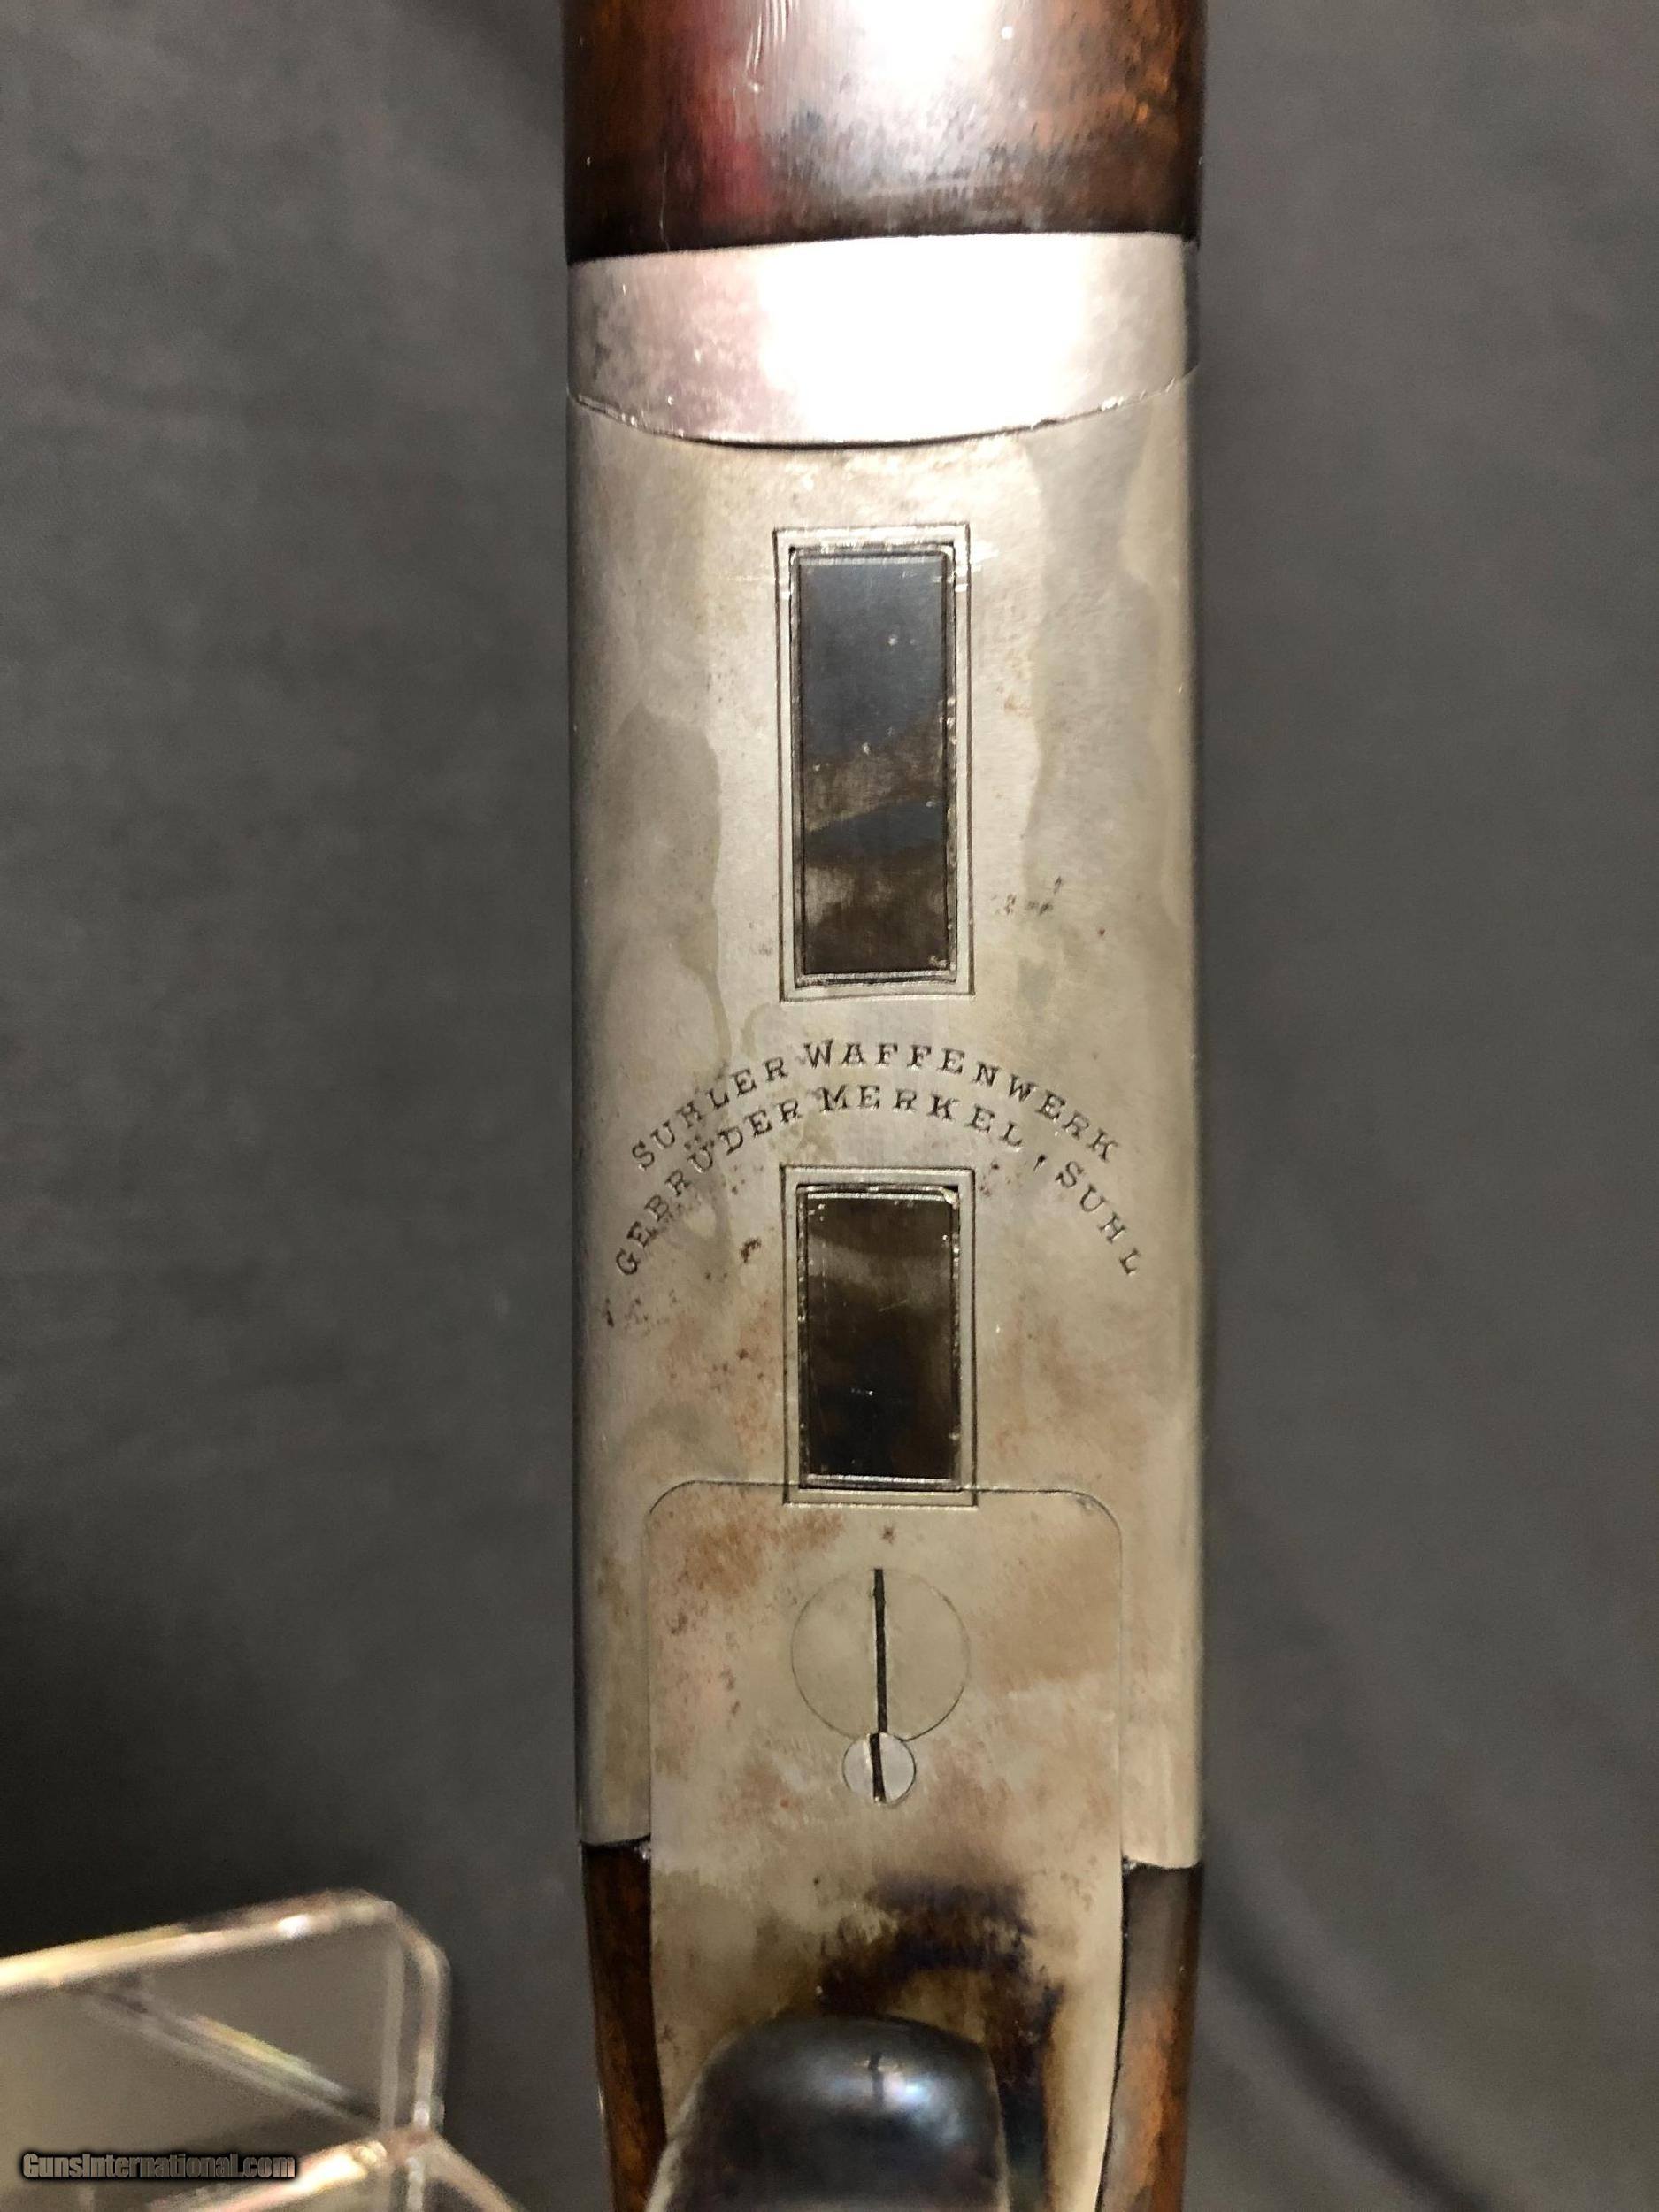 SUHLER WAFFENWERK
GEBRÜDER MERKEL, SUHL
GunsInternational.com